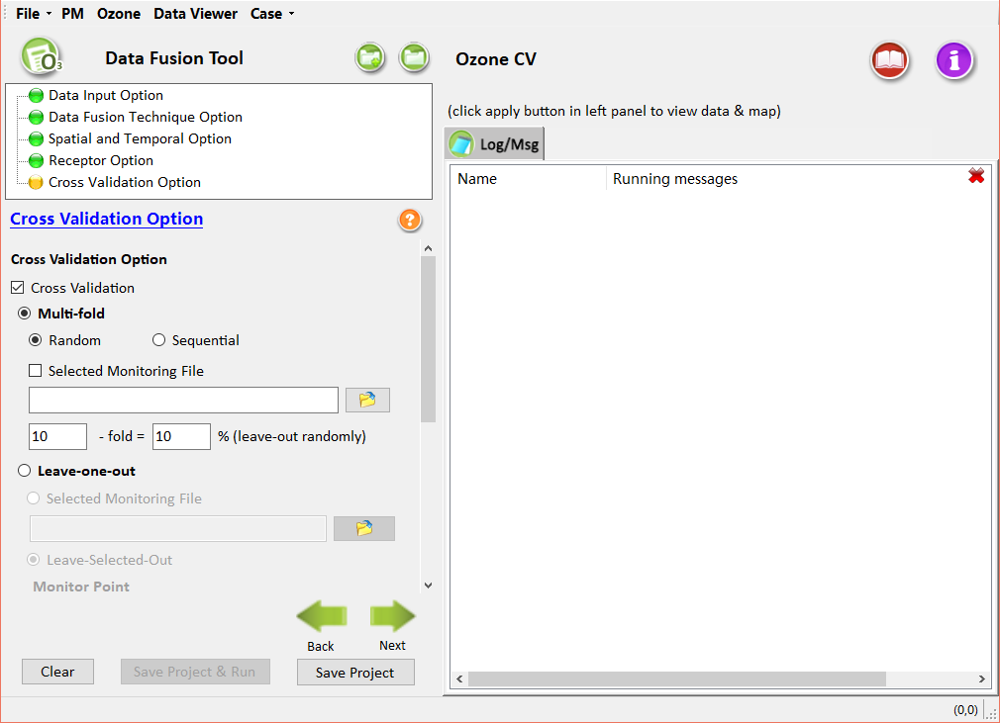 File PM Ozone Data Viewer Case
O3 Data Fusion Tool
Data Input Option
Data Fusion Technique Option
Spatial and Temporal Option
Receptor Option
Cross Validation Option
Cross Validation Option ?
Cross Validation Option
Cross Validation
Multi-fold
Random Sequential
Selected Monitoring File
10 - fold = 10 % (leave-out randomly)
Leave-one-out
Selected Monitoring File
Leave-Selected-Out
Monitor Point
Back Next
Clear Save Project & Run Save Project
Ozone CV i
(click apply button in left panel to view data & map)
Log/Msg
Name Running messages
(0,0)